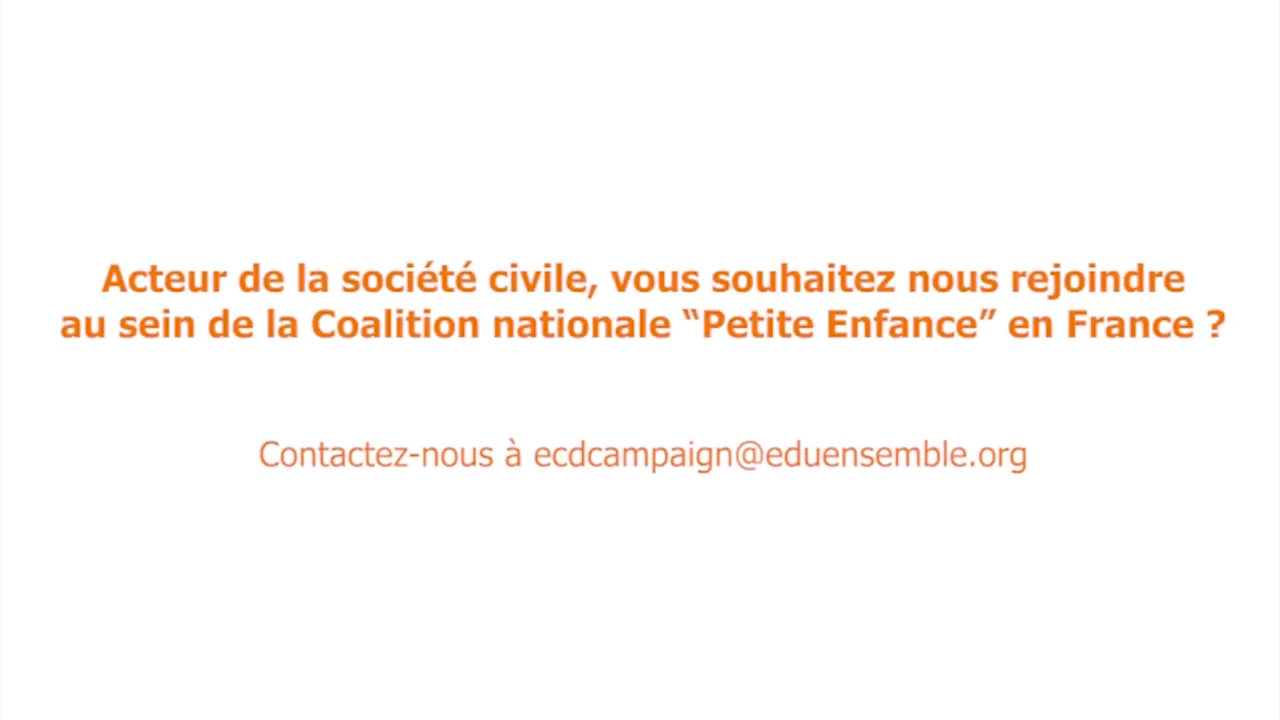 Acteur de la société civile, vous souhaitez nous rejoindre
au sein de la Coalition nationale “Petite Enfance” en France ?
Contactez-nous à ecdcampaign@eduensemble.org